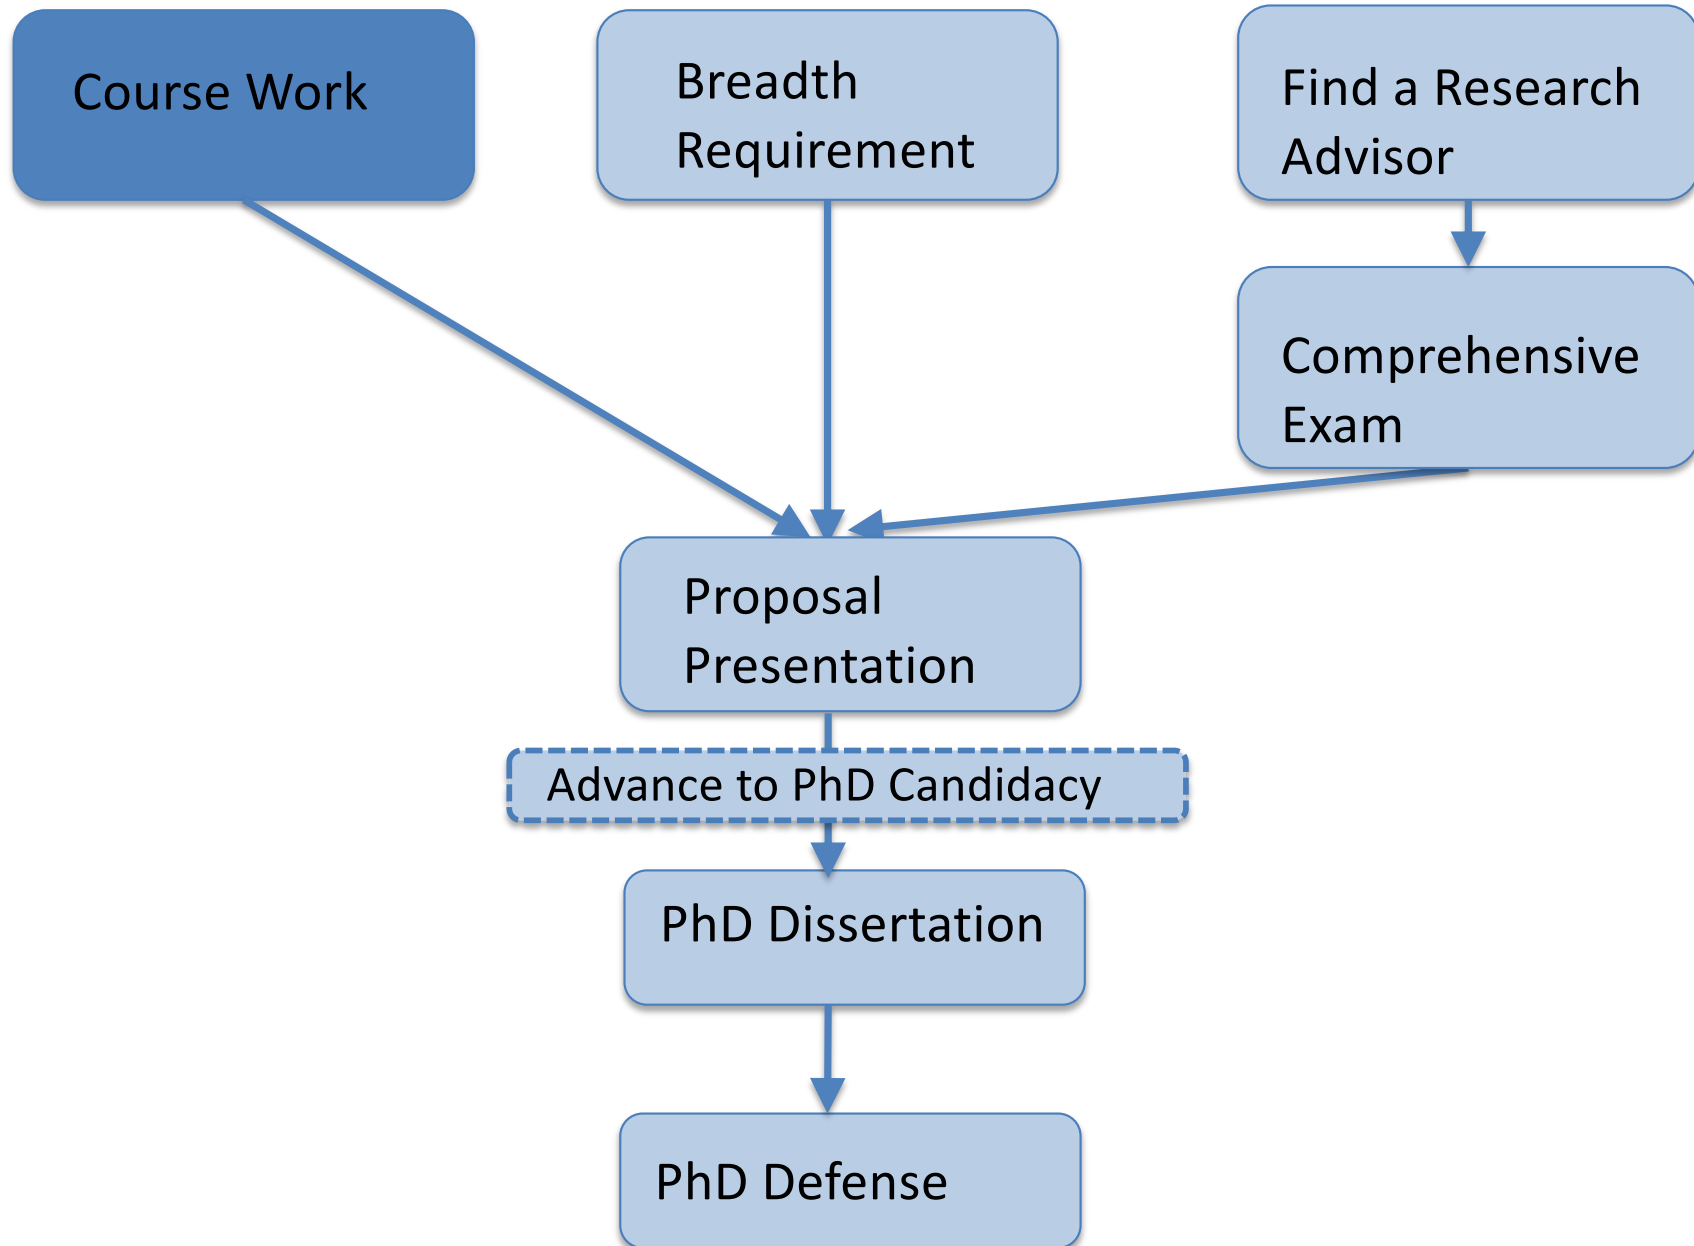 Course Work
Breadth
Requirement
Find a Research
Advisor
Comprehensive
Exam
Proposal
Presentation
Advance to PhD Candidacy
PhD Dissertation
PhD Defense